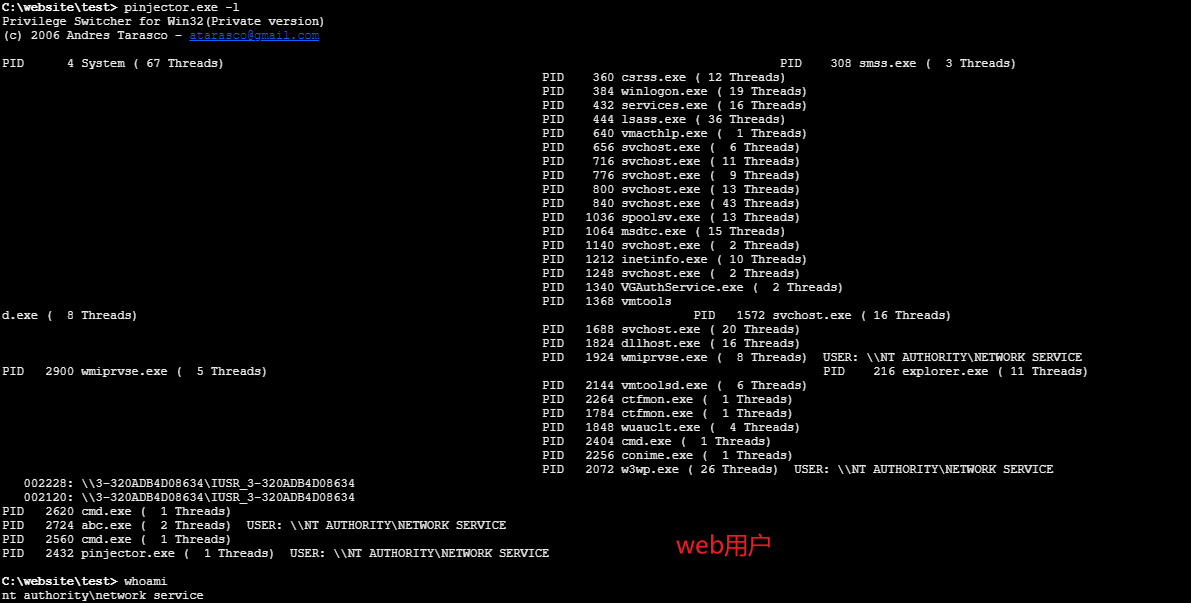 C:\website\test> pinjector.exe -l
Privilege Switcher for Win32(Private version)
(c) 2006 Andres Tarasco - atarasco@gmail.com
PID      4 System ( 67 Threads)    PID    308 smss.exe (  3 Threads)
PID    360 csrss.exe ( 12 Threads)
PID    384 winlogon.exe ( 19 Threads)
PID    432 services.exe ( 16 Threads)
PID    444 lsass.exe ( 36 Threads)
PID    640 vmacthlp.exe (  1 Threads)
PID    656 svchost.exe (  6 Threads)
PID    716 svchost.exe ( 11 Threads)
PID    776 svchost.exe (  9 Threads)
PID    800 svchost.exe ( 13 Threads)
PID    840 svchost.exe ( 43 Threads)
PID   1036 spoolsv.exe ( 13 Threads)
PID   1064 msdtc.exe ( 15 Threads)
PID   1140 svchost.exe (  2 Threads)
PID   1212 inetinfo.exe ( 10 Threads)
PID   1248 svchost.exe (  2 Threads)
PID   1340 VGAuthService.exe (  2 Threads)
PID   1368 vmtools
d.exe (  8 Threads)    PID   1572 svchost.exe ( 16 Threads)
PID   1688 svchost.exe ( 20 Threads)
PID   1824 dllhost.exe ( 16 Threads)
PID   1924 wmiprvse.exe (  8 Threads)  USER: \\NT AUTHORITY\NETWORK SERVICE
PID   2900 wmiprvse.exe (  5 Threads)    PID    216 explorer.exe ( 11 Threads)
PID   2144 vmtoolsd.exe (  6 Threads)
PID   2264 ctfmon.exe (  1 Threads)
PID   1784 ctfmon.exe (  1 Threads)
PID   1848 wuauclt.exe (  4 Threads)
PID   2404 cmd.exe (  1 Threads)
PID   2256 conime.exe (  1 Threads)
PID   2072 w3wp.exe ( 26 Threads)  USER: \\NT AUTHORITY\NETWORK SERVICE
002228: \\3-320ADB4D08634\IUSR_3-320ADB4D08634
002120: \\3-320ADB4D08634\IUSR_3-320ADB4D08634
PID   2620 cmd.exe (  1 Threads)
PID   2724 abc.exe (  2 Threads)  USER: \\NT AUTHORITY\NETWORK SERVICE
PID   2560 cmd.exe (  1 Threads)
PID   2432 pinjector.exe (  1 Threads)  USER: \\NT AUTHORITY\NETWORK SERVICE
web用户
C:\website\test> whoami
nt authority\network service